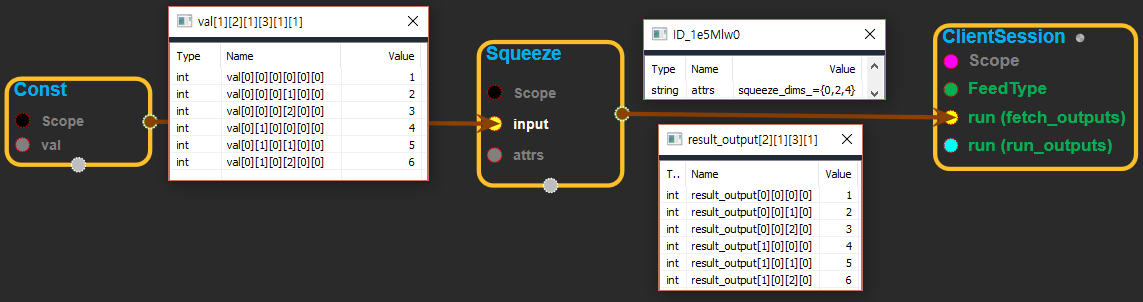 Const
Scope
val
val[1][2][1][3][1][1]
Type Name Value
int val[0][0][0][0][0][0] 1
int val[0][0][0][1][0][0] 2
int val[0][0][0][2][0][0] 3
int val[0][1][0][0][0][0] 4
int val[0][1][0][1][0][0] 5
int val[0][1][0][2][0][0] 6
Squeeze
Scope
input
attrs
ID_1e5Mlw0
Type Name Value
string attrs squeeze_dims_={0,2,4}
result_output[2][1][3][1]
T.. Name Value
int result_output[0][0][0][0] 1
int result_output[0][0][1][0] 2
int result_output[0][0][2][0] 3
int result_output[1][0][0][0] 4
int result_output[1][0][1][0] 5
int result_output[1][0][2][0] 6
ClientSession
Scope
FeedType
run (fetch_outputs)
run (run_outputs)